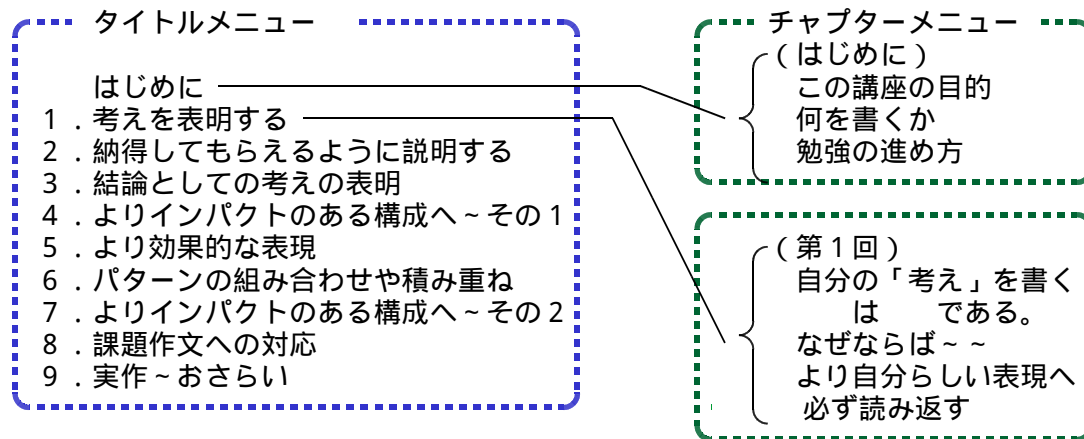 タイトルメニュー
はじめに
1．考えを表明する
2．納得してもらえるように説明する
3．結論としての考えの表明
4．よりインパクトのある構成へ～その1
5．より効果的な表現
6．パターンの組み合わせや積み重ね
7．よりインパクトのある構成へ～その2
8．課題作文への対応
9．実作～おさらい
チャプターメニュー
(はじめに)
この講座の目的
何を書くか
勉強の進め方
(第1回)
自分の「考え」を書く
は　　である。
なぜならば～～
より自分らしい表現へ
必ず読み返す